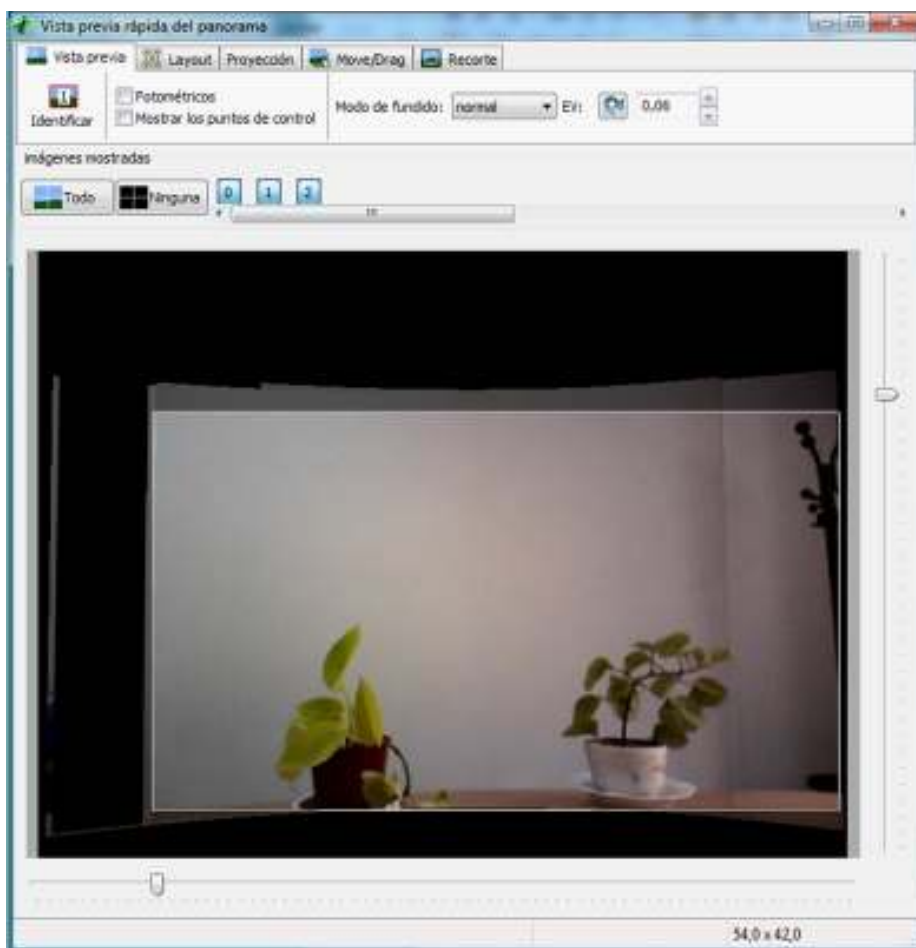 Vista previa rápida del panorama
Vista previa Layout Proyección Move/Drag Recorte
Identificar
Fotométricos
Mostrar los puntos de control
Modo de fundido: normal EV: 0,06
imágenes mostradas
Todo Ninguna 0 1 2
54,0 x 42,0